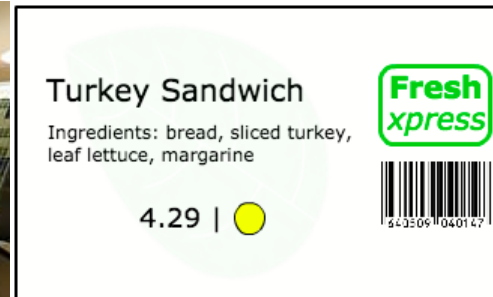 Turkey Sandwich
Ingredients: bread, sliced turkey,
leaf lettuce, margarine
4.29 |
Fresh
xpress
640509 040147